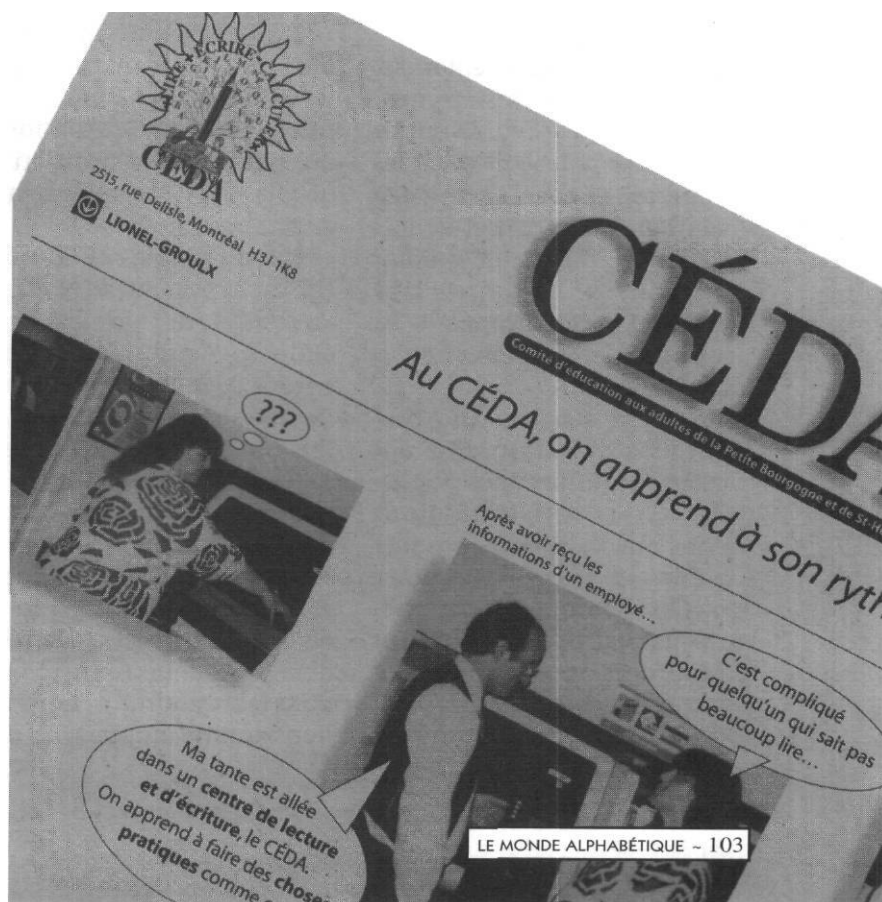 LIRE • ÉCRIRE • CALCULER
CÉDA
2515, rue Delisle, Montréal H3J 1K8
LIONEL-GROULX
CÉDA
Comité d'éducation aux adultes de la Petite Bourgogne et de St-H
Au CÉDA, on apprend à son ryth
???
Après avoir reçu les
informations d'un employé...
C'est compliqué
pour quelqu'un qui sait pas
beaucoup lire...
Ma tante est allée
dans un centre de lecture
et d'écriture, le CÉDA.
On apprend à faire des choses
pratiques comme
LE MONDE ALPHABÉTIQUE ~ 103